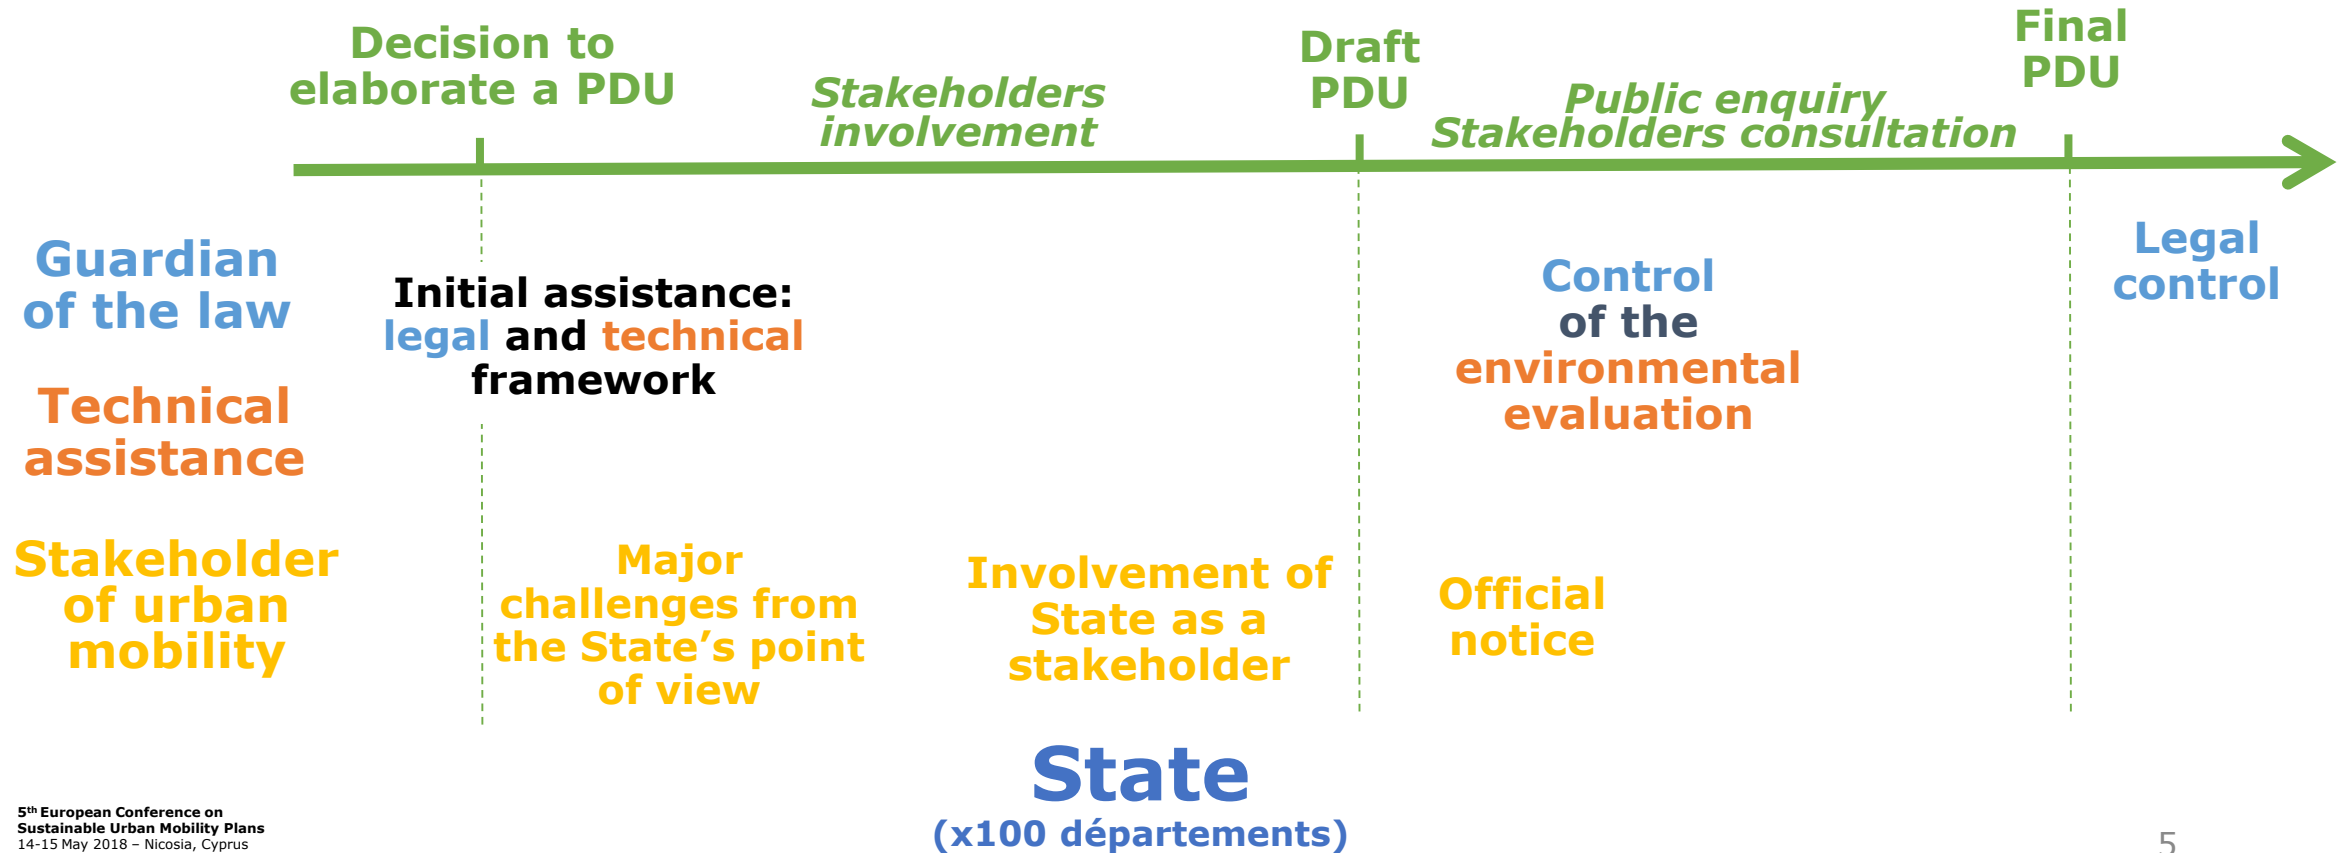 Decision to
elaborate a PDU
Stakeholders
involvement
Draft
PDU
Public enquiry
Stakeholders consultation
Final
PDU
Guardian
of the law
Initial assistance:
legal and technical
framework
Control
of the
environmental
evaluation
Legal
control
Technical
assistance
Stakeholder
of urban
mobility
Major
challenges from
the State’s point
of view
Involvement of
State as a
stakeholder
Official
notice
State
(x100 départements)
5th European Conference on
Sustainable Urban Mobility Plans
14-15 May 2018 – Nicosia, Cyprus
5